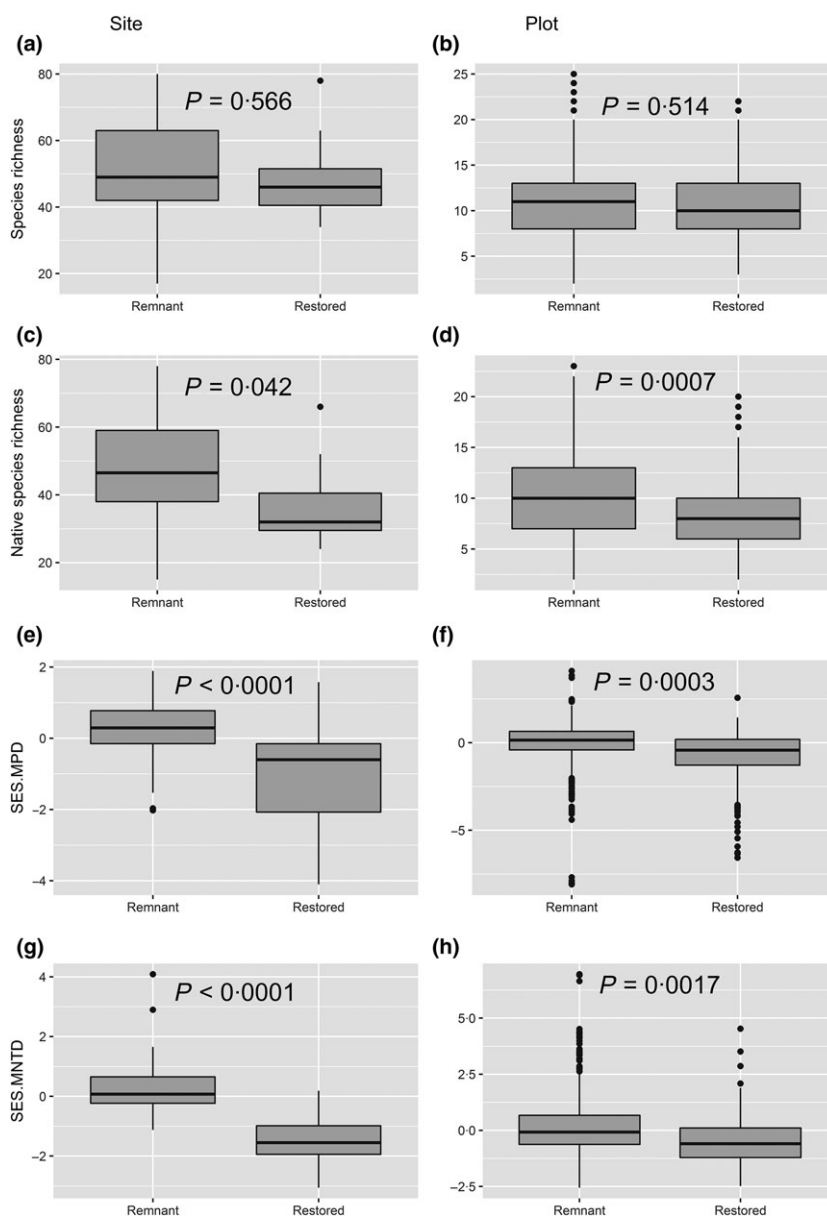 Site
Plot
(a)
Species richness
80
60
40
20
P = 0·566
Remnant
Restored
(b)
25
20
15
10
5
P = 0·514
Remnant
Restored
(c)
Native species richness
80
60
40
20
P = 0·042
Remnant
Restored
(d)
20
15
10
5
P = 0·0007
Remnant
Restored
(e)
SES.MPD
2
0
–2
–4
P < 0·0001
Remnant
Restored
(f)
0
–5
P = 0·0003
Remnant
Restored
(g)
SES.MNTD
4
2
0
–2
P < 0·0001
Remnant
Restored
(h)
5·0
2·5
0·0
–2·5
P = 0·0017
Remnant
Restored